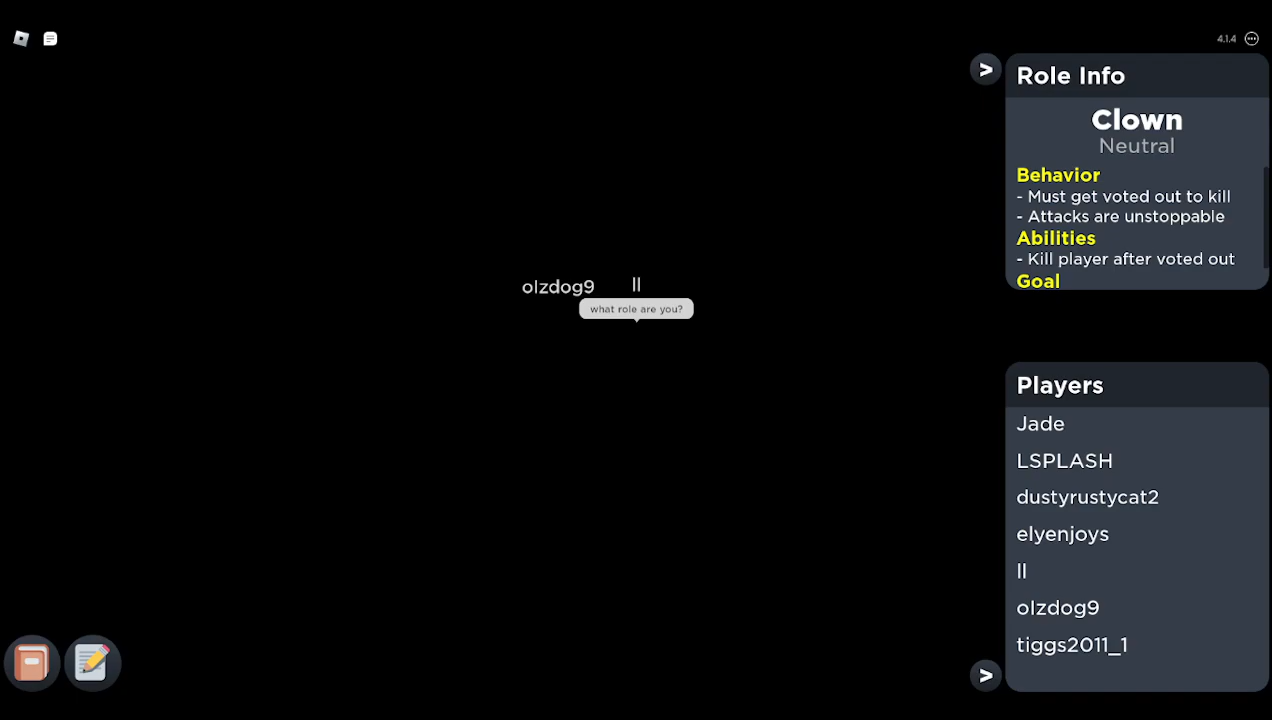 4.1.4
>
Role Info
Clown
Neutral
Behavior
- Must get voted out to kill
- Attacks are unstoppable
Abilities
- Kill player after voted out
Goal
olzdog9
ll
what role are you?
Players
Jade
LSPLASH
dustyrustycat2
elyenjoys
ll
olzdog9
tiggs2011_1
>